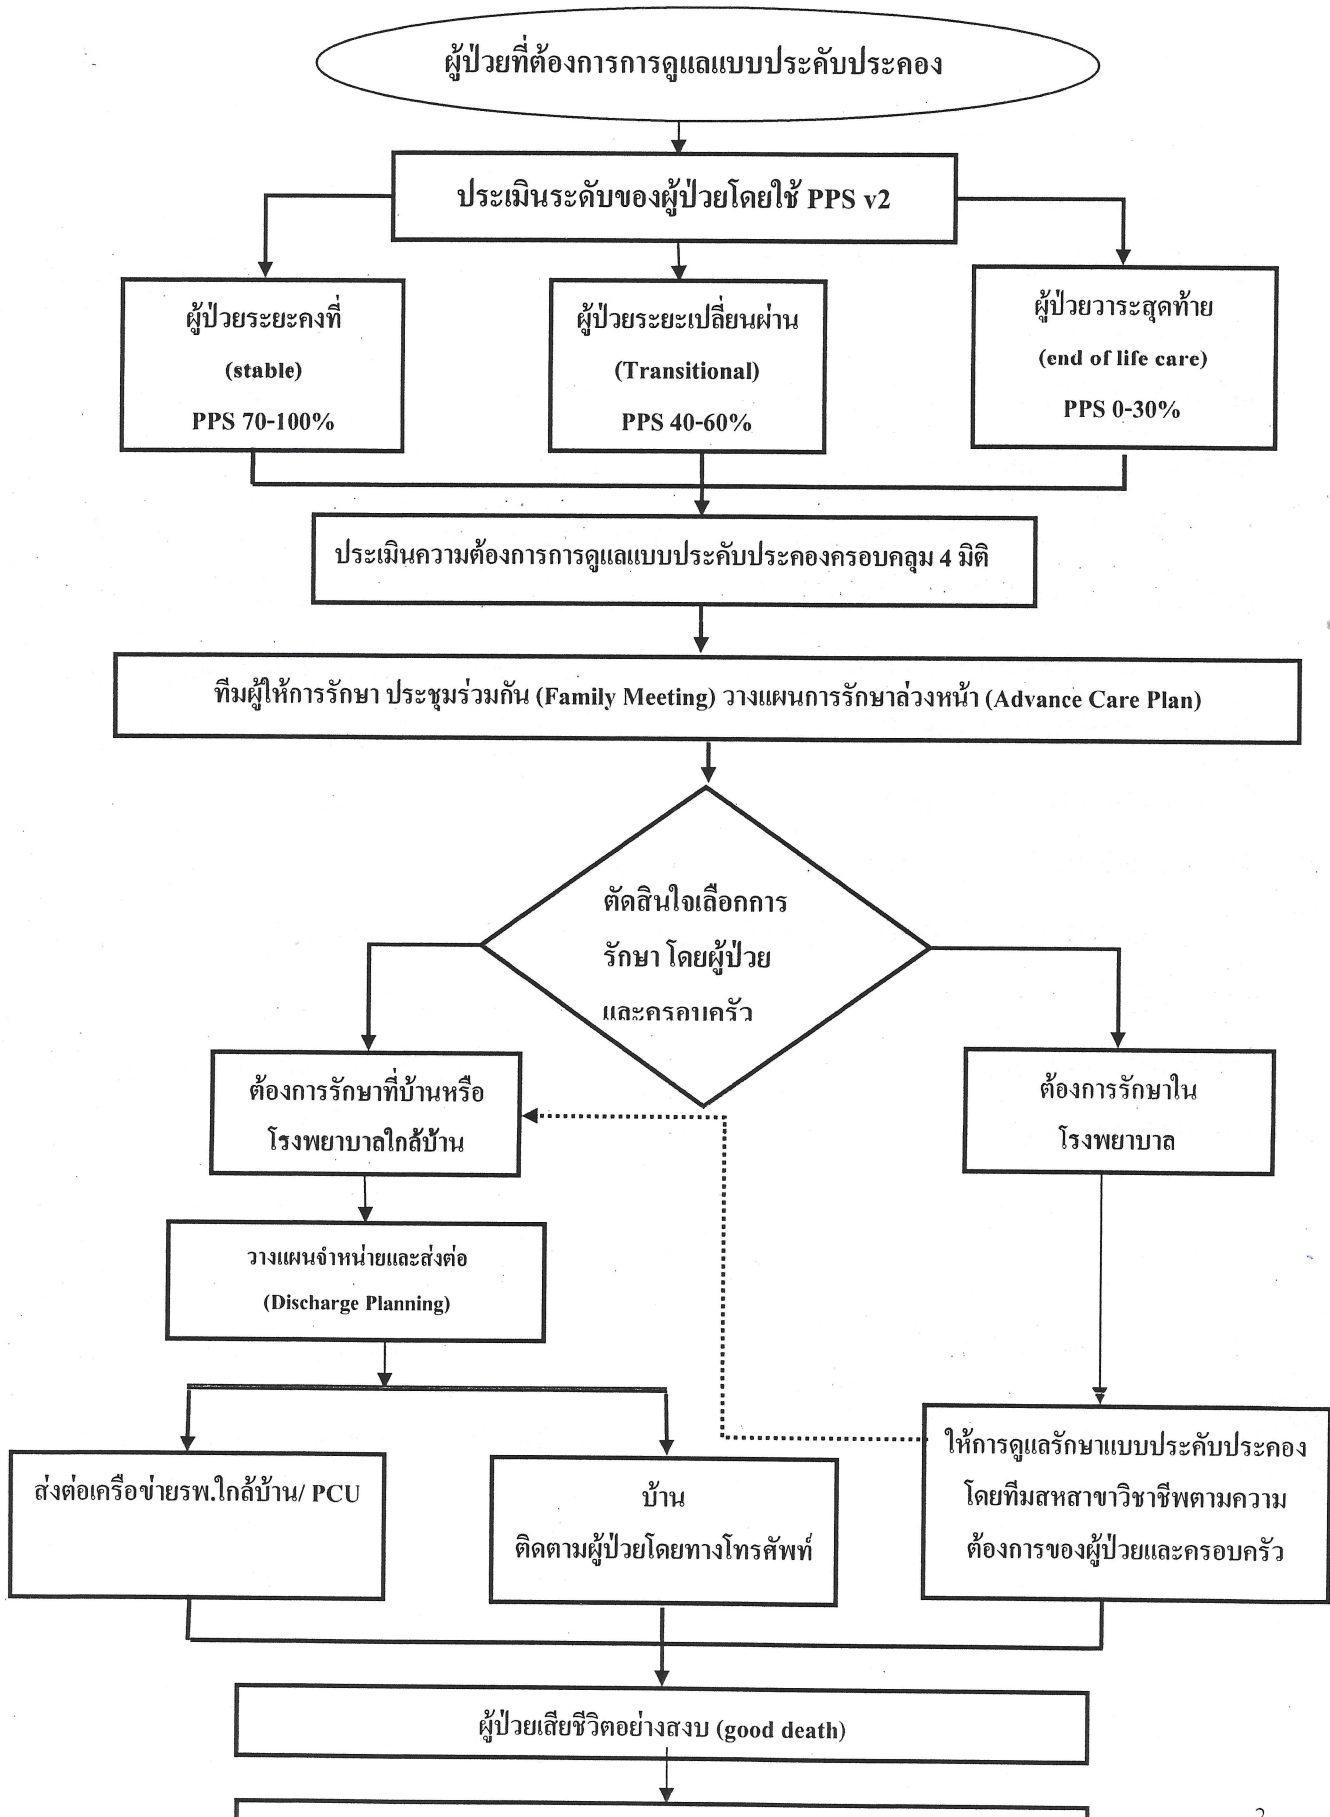 ผู้ป่วยที่ต้องการการดูแลแบบประคับประคอง
ประเมินระดับของผู้ป่วยโดยใช้ PPS v2
ผู้ป่วยระยะคงที่
(stable)
PPS 70-100%
ผู้ป่วยระยะเปลี่ยนผ่าน
(Transitional)
PPS 40-60%
ผู้ป่วยวาระสุดท้าย
(end of life care)
PPS 0-30%
ประเมินความต้องการการดูแลแบบประคับประคองครอบคลุม 4 มิติ
ทีมผู้ให้การรักษา ประชุมร่วมกัน (Family Meeting) วางแผนการรักษาล่วงหน้า (Advance Care Plan)
ตัดสินใจเลือกการ
รักษา โดยผู้ป่วย
และครอบครัว
ต้องการรักษาที่บ้านหรือ
โรงพยาบาลใกล้บ้าน
ต้องการรักษาใน
โรงพยาบาล
วางแผนจำหน่ายและส่งต่อ
(Discharge Planning)
ส่งต่อเครือข่ายรพ.ใกล้บ้าน/ PCU
บ้าน
ติดตามผู้ป่วยโดยทางโทรศัพท์
ให้การดูแลรักษาแบบประคับประคอง
โดยทีมสหสาขาวิชาชีพตามความ
ต้องการของผู้ป่วยและครอบครัว
ผู้ป่วยเสียชีวิตอย่างสงบ (good death)
2